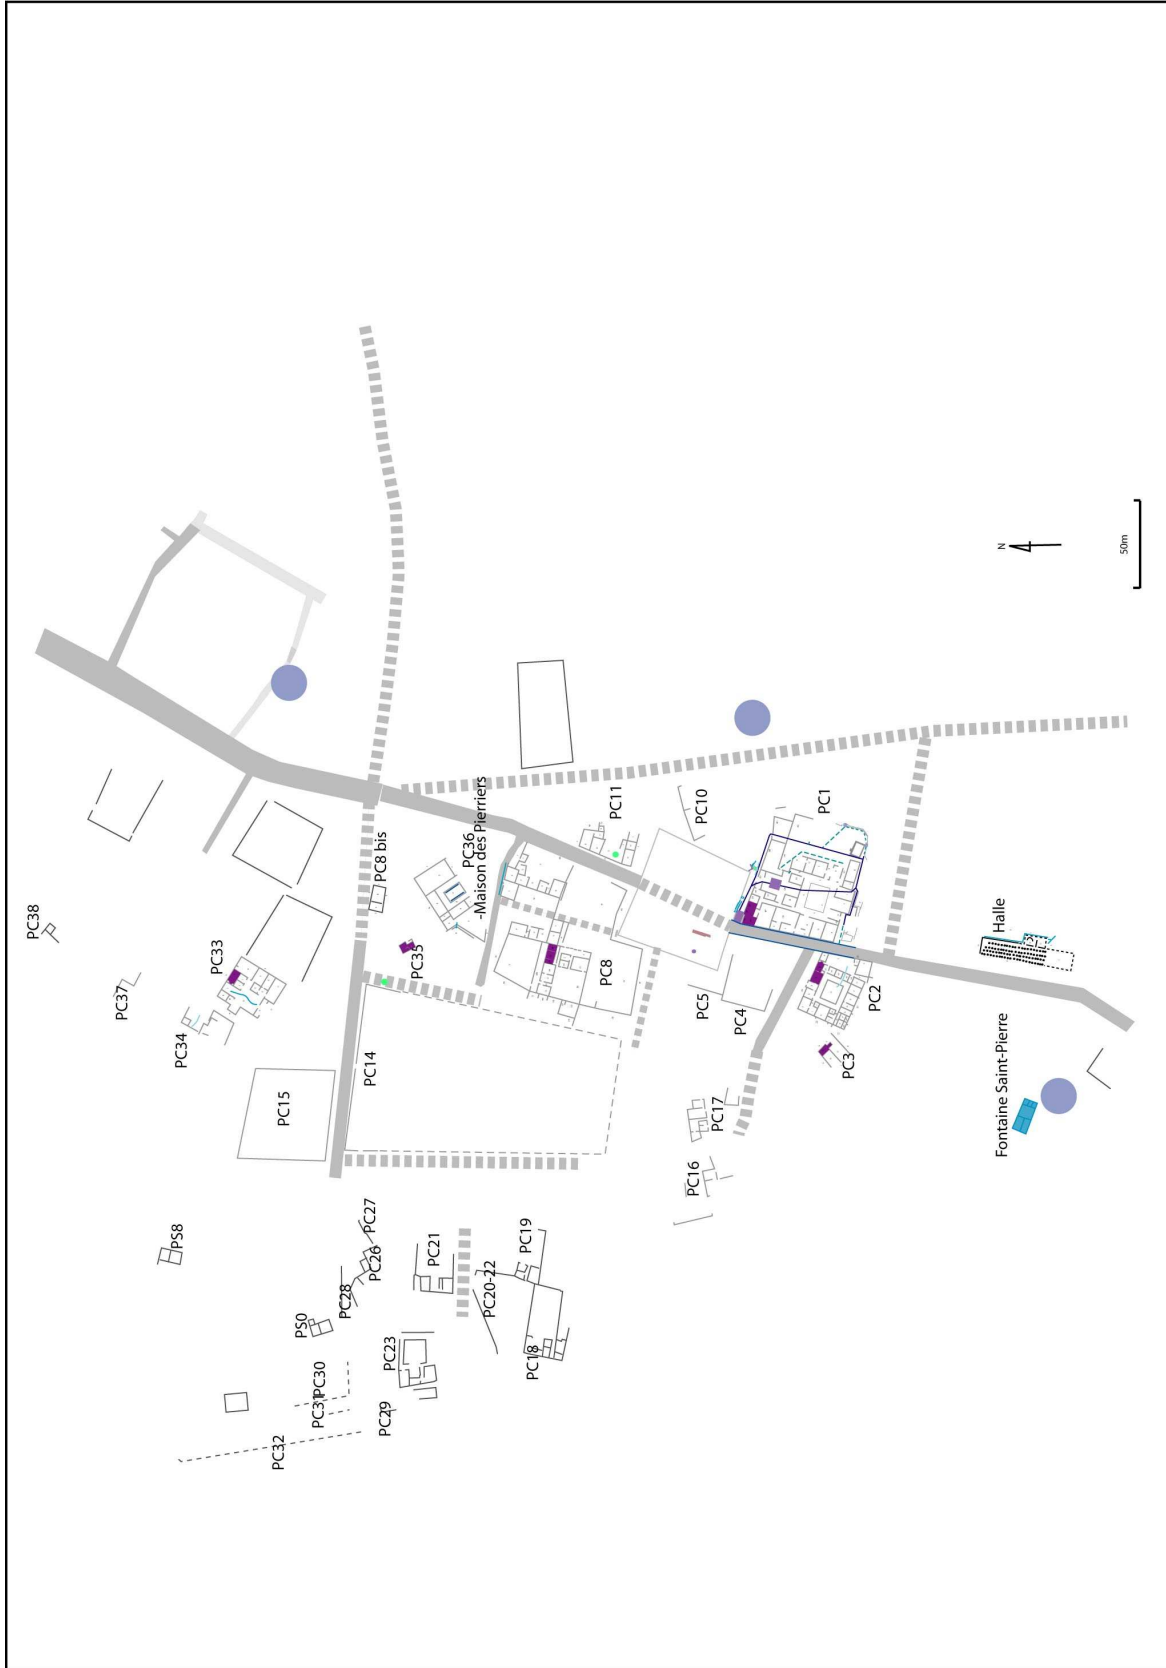 PC38
PC37
PC33
PC34
PC15
PS8
PC8 bis
PC35
PC36
-Maison des Pierriers
PC14
PC27
PC26
PC28
PS0
PC21
PC20-22
PC19
PC18
PC23
PC30
PC31
PC29
PC32
PC11
PC10
PC8
PC5
PC4
PC1
PC2
PC3
PC17
PC16
Halle
Fontaine Saint-Pierre
N
50m